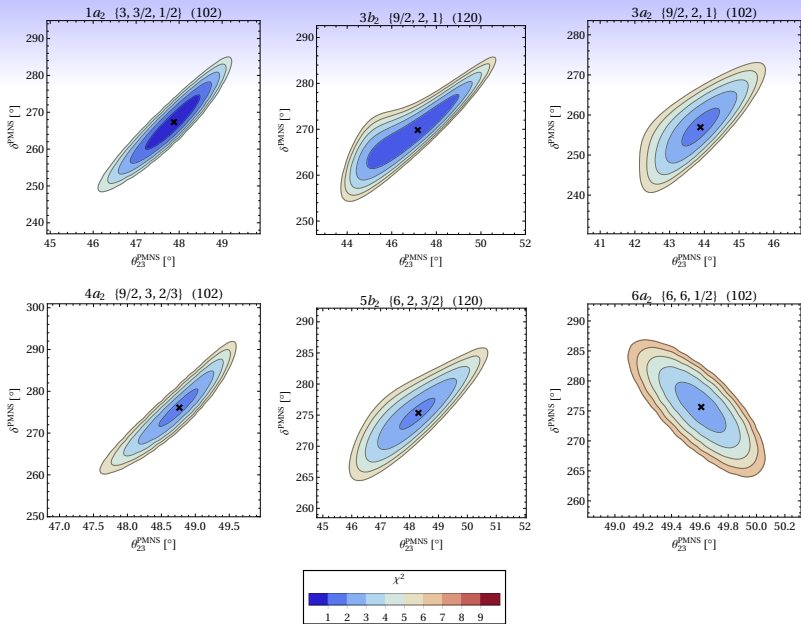 1a₂ {3, 3/2, 1/2} (102)
δ^PMNS [°]
290
280
270
260
250
240
45 46 47 48 49
θ₂₃^PMNS [°]
3b₂ {9/2, 2, 1} (120)
δ^PMNS [°]
290
280
270
260
250
44 46 48 50 52
θ₂₃^PMNS [°]
3a₂ {9/2, 2, 1} (102)
δ^PMNS [°]
280
270
260
250
240
41 42 43 44 45 46
θ₂₃^PMNS [°]
4a₂ {9/2, 3, 2/3} (102)
δ^PMNS [°]
300
290
280
270
260
250
47.0 47.5 48.0 48.5 49.0 49.5
θ₂₃^PMNS [°]
5b₂ {6, 2, 3/2} (120)
δ^PMNS [°]
295
290
285
280
275
270
265
260
45 46 47 48 49 50 51 52
θ₂₃^PMNS [°]
6a₂ {6, 6, 1/2} (102)
δ^PMNS [°]
290
285
280
275
270
265
260
49.0 49.2 49.4 49.6 49.8 50.0 50.2
θ₂₃^PMNS [°]
χ²
1 2 3 4 5 6 7 8 9